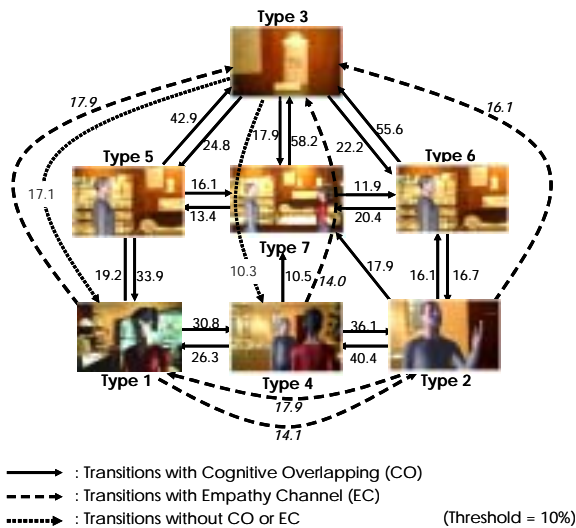 Type 3
17.9
16.1
42.9
24.8
17.9
58.2
22.2
55.6
Type 5
Type 6
17.1
16.1
13.4
11.9
20.4
Type 7
19.2
33.9
10.3
10.5
14.0
17.9
16.1
16.7
30.8
26.3
36.1
40.4
Type 1
Type 4
Type 2
17.9
14.1
: Transitions with Cognitive Overlapping (CO)
: Transitions with Empathy Channel (EC)
: Transitions without CO or EC (Threshold = 10%)